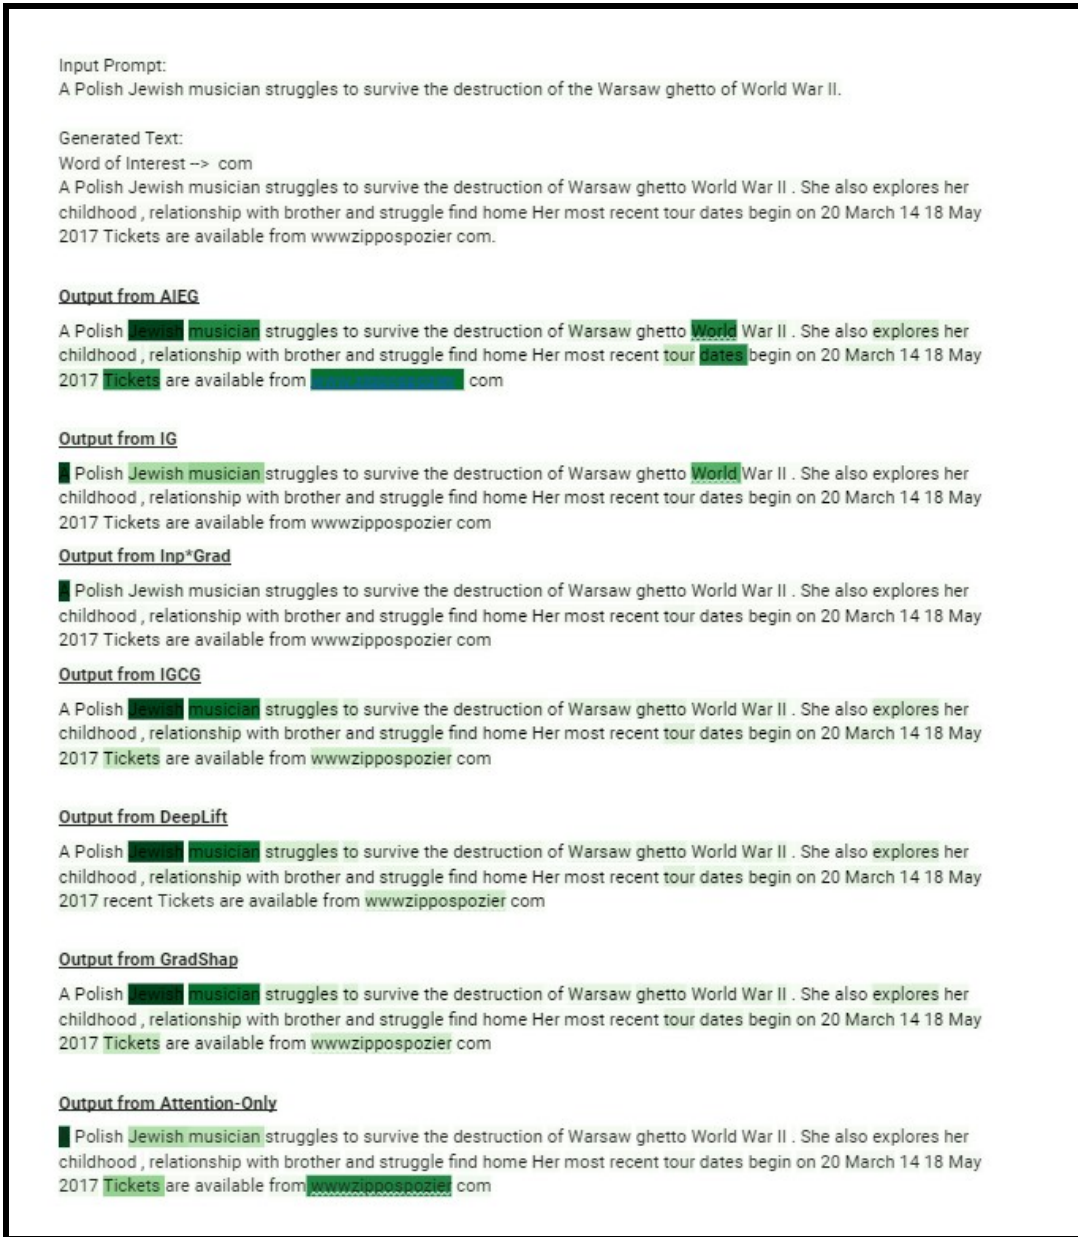 Input Prompt:
A Polish Jewish musician struggles to survive the destruction of the Warsaw ghetto of World War II.
Generated Text:
Word of Interest --> com
A Polish Jewish musician struggles to survive the destruction of Warsaw ghetto World War II . She also explores her
childhood , relationship with brother and struggle find home Her most recent tour dates begin on 20 March 14 18 May
2017 Tickets are available from wwwzippospozier com.
Output from AIEG
A Polish Jewish musician struggles to survive the destruction of Warsaw ghetto World War II . She also explores her
childhood , relationship with brother and struggle find home Her most recent tour dates begin on 20 March 14 18 May
2017 Tickets are available from com
Output from IG
A Polish Jewish musician struggles to survive the destruction of Warsaw ghetto World War II . She also explores her
childhood , relationship with brother and struggle find home Her most recent tour dates begin on 20 March 14 18 May
2017 Tickets are available from wwwzippospozier com
Output from Inp*Grad
A Polish Jewish musician struggles to survive the destruction of Warsaw ghetto World War II . She also explores her
childhood , relationship with brother and struggle find home Her most recent tour dates begin on 20 March 14 18 May
2017 Tickets are available from wwwzippospozier com
Output from IGCG
A Polish Jewish musician struggles to survive the destruction of Warsaw ghetto World War II . She also explores her
childhood , relationship with brother and struggle find home Her most recent tour dates begin on 20 March 14 18 May
2017 Tickets are available from wwwzippospozier com
Output from DeepLift
A Polish Jewish musician struggles to survive the destruction of Warsaw ghetto World War II . She also explores her
childhood , relationship with brother and struggle find home Her most recent tour dates begin on 20 March 14 18 May
2017 recent Tickets are available from wwwzippospozier com
Output from GradShap
A Polish Jewish musician struggles to survive the destruction of Warsaw ghetto World War II . She also explores her
childhood , relationship with brother and struggle find home Her most recent tour dates begin on 20 March 14 18 May
2017 Tickets are available from wwwzippospozier com
Output from Attention-Only
Polish Jewish musician struggles to survive the destruction of Warsaw ghetto World War II . She also explores her
childhood , relationship with brother and struggle find home Her most recent tour dates begin on 20 March 14 18 May
2017 Tickets are available from wwwzippospozier com